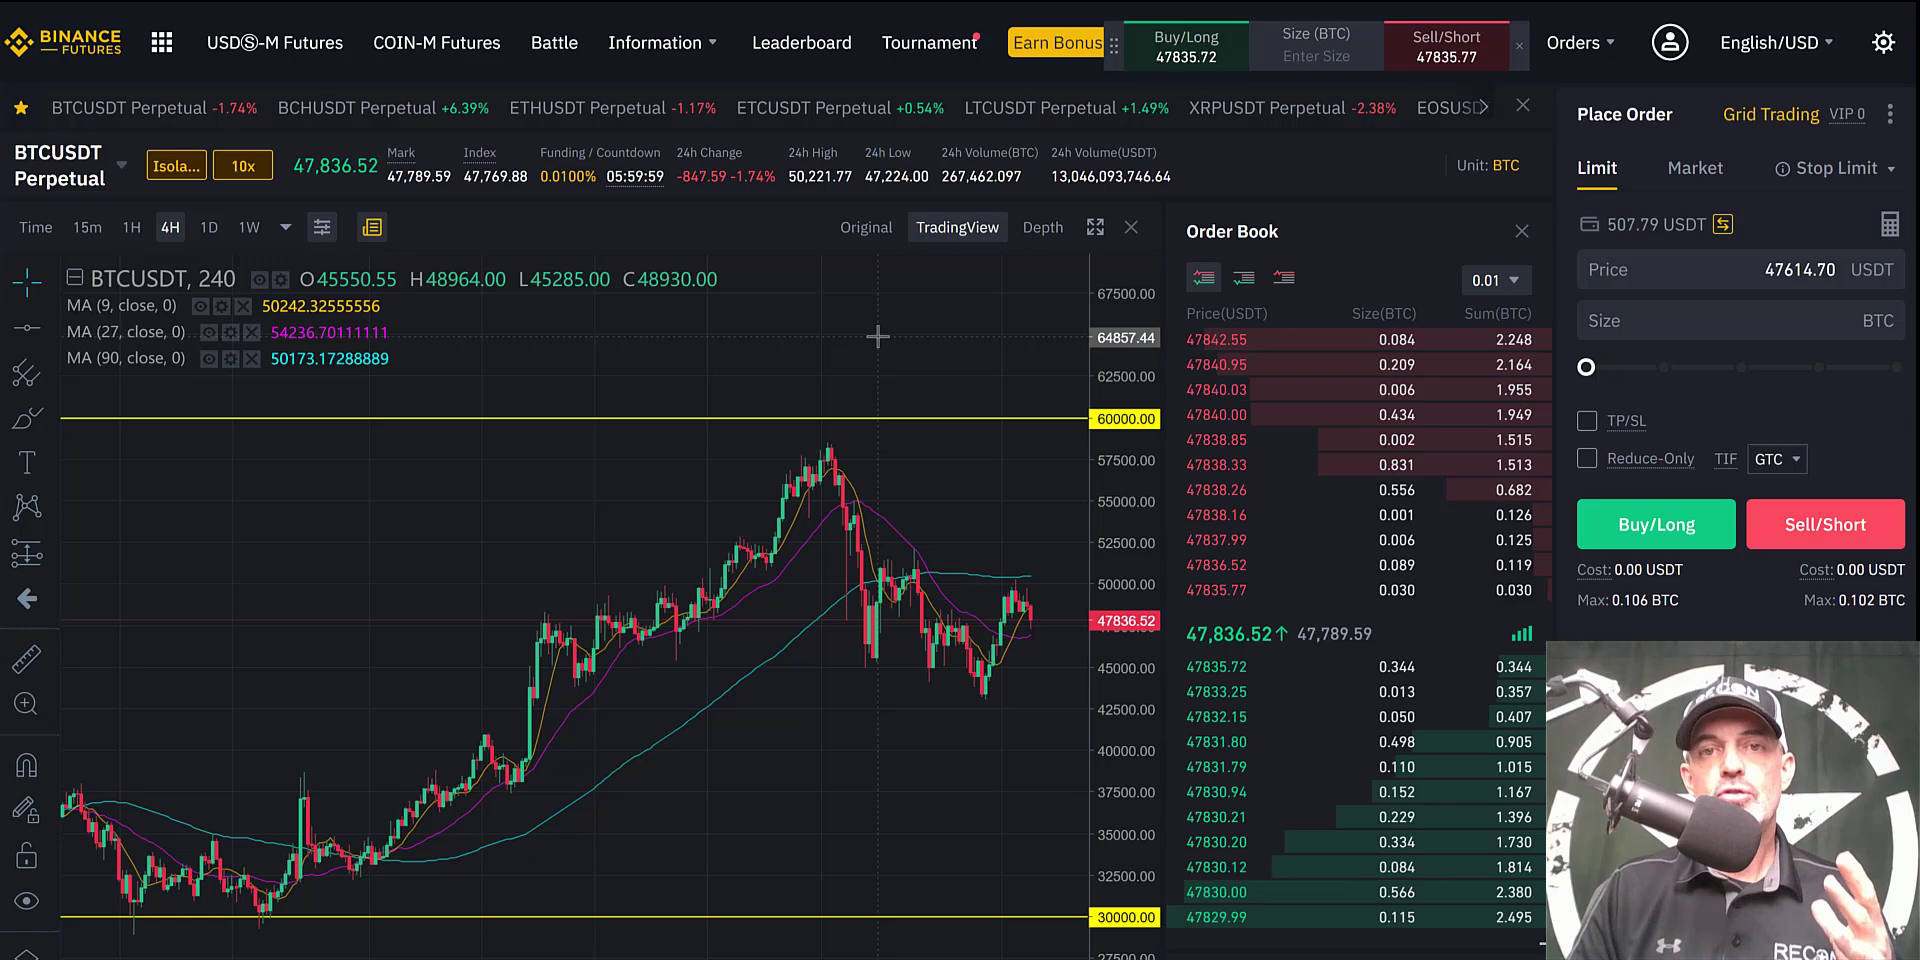 BINANCE
FUTURES
USDⓈ-M Futures
COIN-M Futures
Battle
Information
Leaderboard
Tournament
Earn Bonus
Buy/Long
47835.72
Size (BTC)
Enter Size
Sell/Short
47835.77
Orders
English/USD
BTCUSDT Perpetual -1.74%
BCHUSDT Perpetual +6.39%
ETHUSDT Perpetual -1.17%
ETCUSDT Perpetual +0.54%
LTCUSDT Perpetual +1.49%
XRPUSDT Perpetual -2.38%
EOSUSD
BTCUSDT
Perpetual
Isola...
10x
47,836.52
Mark
47,789.59
Index
47,769.88
Funding / Countdown
0.0100% 05:59:59
24h Change
-847.59 -1.74%
24h High
50,221.77
24h Low
47,224.00
24h Volume(BTC)
267,462.097
24h Volume(USDT)
13,046,093,746.64
Unit: BTC
Time 15m 1H 4H 1D 1W
Original TradingView Depth
BTCUSDT, 240 O45550.55 H48964.00 L45285.00 C48930.00
MA (9, close, 0) 50242.32555556
MA (27, close, 0) 54236.70111111
MA (90, close, 0) 50173.17288889
67500.00
64857.44
62500.00
60000.00
57500.00
55000.00
52500.00
50000.00
47836.52
45000.00
42500.00
40000.00
37500.00
35000.00
32500.00
30000.00
27500.00
Order Book
0.01
Price(USDT) Size(BTC) Sum(BTC)
47842.55 0.084 2.248
47840.95 0.209 2.164
47840.03 0.006 1.955
47840.00 0.434 1.949
47838.85 0.002 1.515
47838.33 0.831 1.513
47838.26 0.556 0.682
47838.16 0.001 0.126
47837.99 0.006 0.125
47836.52 0.089 0.119
47835.77 0.030 0.030
47,836.52↑ 47,789.59
47835.72 0.344 0.344
47833.25 0.013 0.357
47832.15 0.050 0.407
47831.80 0.498 0.905
47831.79 0.110 1.015
47830.94 0.152 1.167
47830.21 0.229 1.396
47830.20 0.334 1.730
47830.12 0.084 1.814
47830.00 0.566 2.380
47829.99 0.115 2.495
Place Order
Grid Trading VIP 0
Limit Market Stop Limit
507.79 USDT
Price 47614.70 USDT
Size BTC
TP/SL
Reduce-Only TIF GTC
Buy/Long
Sell/Short
Cost: 0.00 USDT
Cost: 0.00 USDT
Max: 0.106 BTC
Max: 0.102 BTC
RECON
RECON